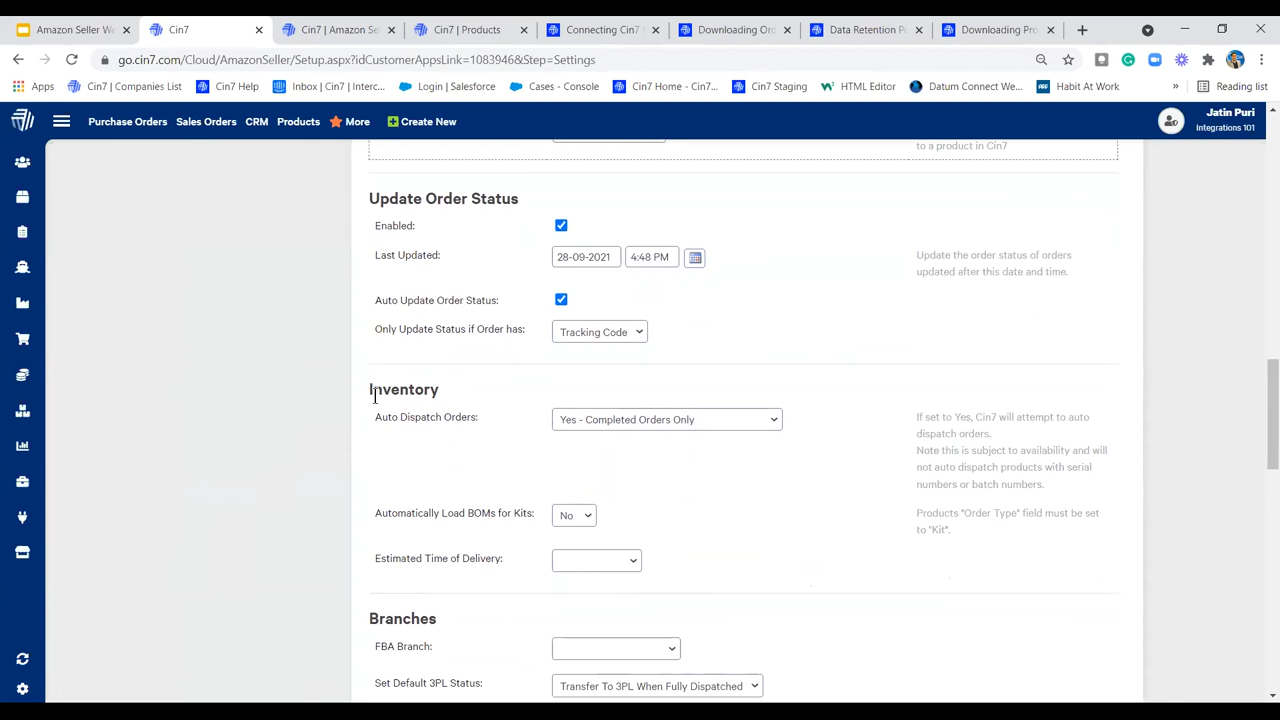 Amazon Seller W
Cin7
Cin7 | Amazon Se
Cin7 | Products
Connecting Cin7
Downloading Ord
Data Retention Po
Downloading Pro
go.cin7.com/Cloud/AmazonSeller/Setup.aspx?idCustomerAppsLink=1083946&Step=Settings
Apps
Cin7 | Companies List
Cin7 Help
Inbox | Cin7 | Interc...
Login | Salesforce
Cases - Console
Cin7 Home - Cin7...
Cin7 Staging
HTML Editor
Datum Connect We...
Habit At Work
Reading list
Purchase Orders
Sales Orders
CRM
Products
More
Create New
Jatin Puri
Integrations 101
to a product in Cin7
Update Order Status
Enabled:
Last Updated:
28-09-2021
4:48 PM
Update the order status of orders
updated after this date and time.
Auto Update Order Status:
Only Update Status if Order has:
Tracking Code
Inventory
Auto Dispatch Orders:
Yes - Completed Orders Only
If set to Yes, Cin7 will attempt to auto
dispatch orders.
Note this is subject to availability and will
not auto dispatch products with serial
numbers or batch numbers.
Automatically Load BOMs for Kits:
No
Products "Order Type" field must be set
to "Kit".
Estimated Time of Delivery:
Branches
FBA Branch:
Set Default 3PL Status:
Transfer To 3PL When Fully Dispatched